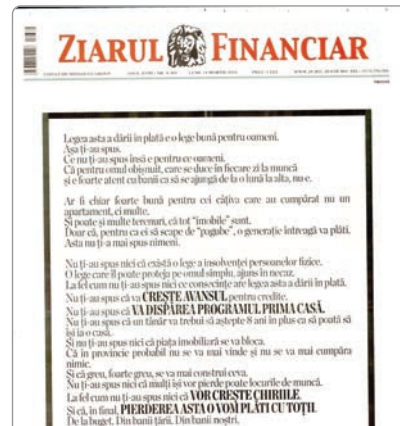 ZIARUL FINANCIAR
Legea asta a dării în plată e o lege bună pentru oameni.
Așa ți-au spus.
Ce nu ți-au spus însă e pentru ce oameni.
Că pentru omul obișnuit, care se duce în fiecare zi la muncă
și e foarte atent cu banii ca să se ajungă de la o lună la alta, nu e.
Ar fi chiar foarte bună pentru cei câțiva care au cumpărat nu un
apartament, ci multe.
Și poate și multe terenuri, că tot "imobile" sunt.
Doar că, pentru ca ei să scape de "pagube", o generație întreagă va plăti.
Asta nu ți-a mai spus nimeni.
Nu ți-au spus nici că există o lege a insolvenței persoanelor fizice.
O lege care îl poate proteja pe omul simplu, ajuns în necaz.
La fel cum nu ți-au spus nici ce consecințe are legea asta a dării în plată.
Nu ți-au spus că va CREȘTE AVANSUL pentru credite.
Nu ți-au spus că VA DISPĂREA PROGRAMUL PRIMA CASĂ.
Nu ți-au spus că un tânăr va trebui să aștepte 8 ani în plus ca să poată să
își ia o casă.
Și nu ți-au spus nici că piața imobiliară se va bloca.
Că în provincie probabil nu se va mai vinde și nu se va mai cumpăra
nimic.
Și că greu, foarte greu, se va mai construi ceva.
Nu ți-au spus nici că mulți își vor pierde poate locurile de muncă.
La fel cum nu ți-au spus nici că VOR CREȘTE CHIRIILE.
Și că, în final, PIERDEREA ASTA O VOM PLĂTI CU TOȚII.
De la buget. Din banii țării. Din banii noștri.